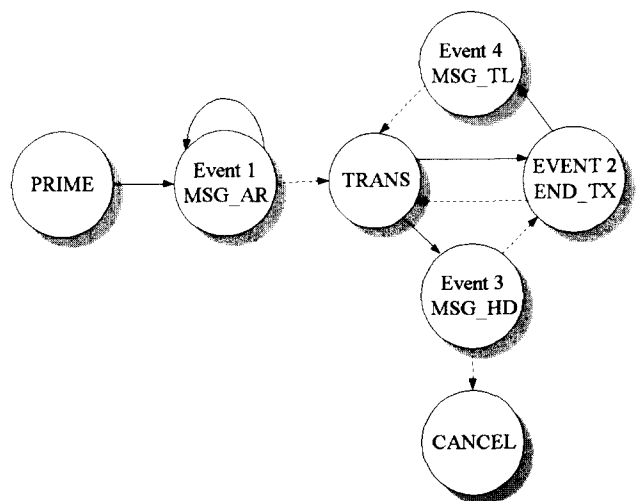 Event 4
MSG_TL
PRIME
Event 1
MSG_AR
TRANS
EVENT 2
END_TX
Event 3
MSG_HD
CANCEL